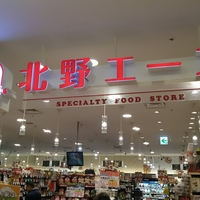 北野エー
SPECIALTY FOOD STORE